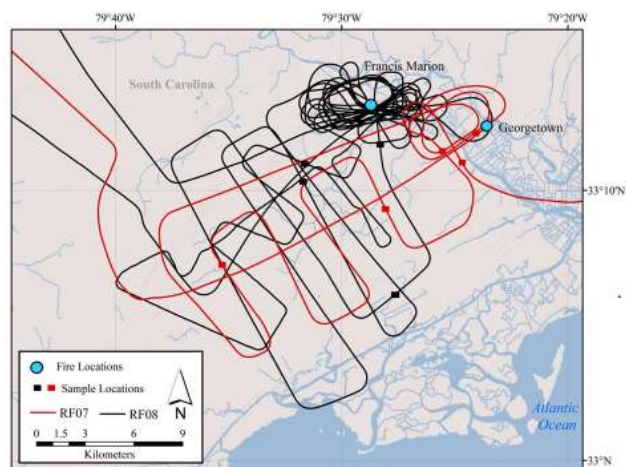 79°40'W 79°30'W 79°20'W
Francis Marion
South Carolina
Georgetown
33°10'N
Fire Locations
Sample Locations
RF07 RF08
N
0 1.5 3 6 9
Kilometers
Atlantic
Ocean
33°N